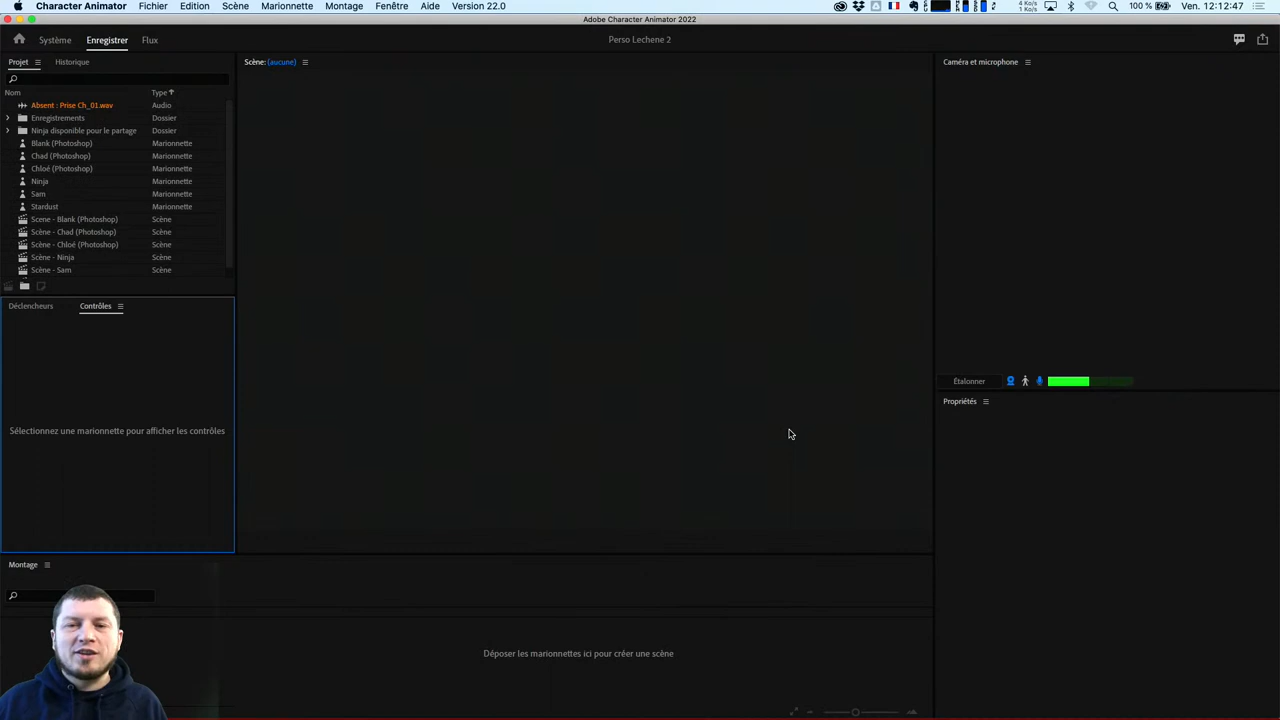 Character Animator Fichier Edition Scène Marionnette Montage Fenêtre Aide Version 22.0 4 Ko/s 1 Ko/s 100 % Ven. 12:12:47
Adobe Character Animator 2022
Système Enregistrer Flux Perso Lechene 2
Projet Historique
Scène: (aucune)
Caméra et microphone
Nom Type
Absent : Prise Ch_01.wav Audio
Enregistrements Dossier
Ninja disponible pour le partage Dossier
Blank (Photoshop) Marionnette
Chad (Photoshop) Marionnette
Chloé (Photoshop) Marionnette
Ninja Marionnette
Sam Marionnette
Stardust Marionnette
Scene - Blank (Photoshop) Scène
Scène - Chad (Photoshop) Scène
Scène - Chloé (Photoshop) Scène
Scène - Ninja Scène
Scène - Sam Scène
Déclencheurs Contrôles
Sélectionnez une marionnette pour afficher les contrôles
Étalonner
Propriétés
Montage
Déposer les marionnettes ici pour créer une scène